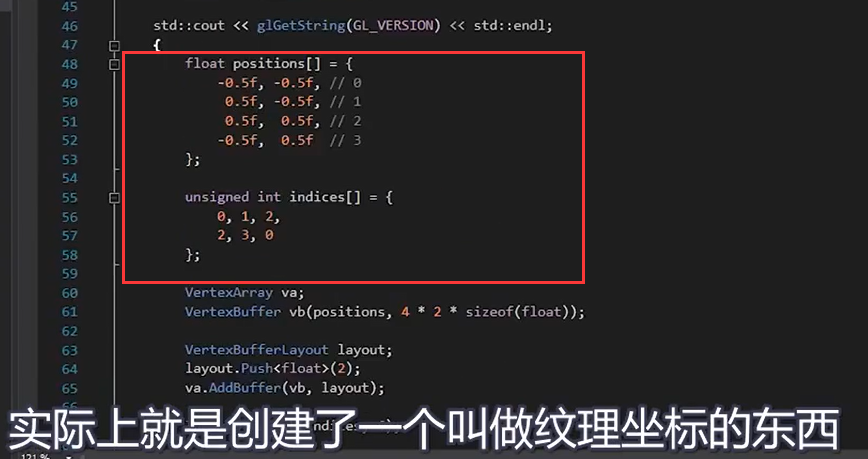 45
46 std::cout << glGetString(GL_VERSION) << std::endl;
47 {
48 float positions[] = {
49 -0.5f, -0.5f, // 0
50 0.5f, -0.5f, // 1
51 0.5f, 0.5f, // 2
52 -0.5f, 0.5f // 3
53 };
54
55 unsigned int indices[] = {
56 0, 1, 2,
57 2, 3, 0
58 };
59
60 VertexArray va;
61 VertexBuffer vb(positions, 4 * 2 * sizeof(float));
62
63 VertexBufferLayout layout;
64 layout.Push<float>(2);
65 va.AddBuffer(vb, layout);
实际上就是创建了一个叫做纹理坐标的东西
121 %